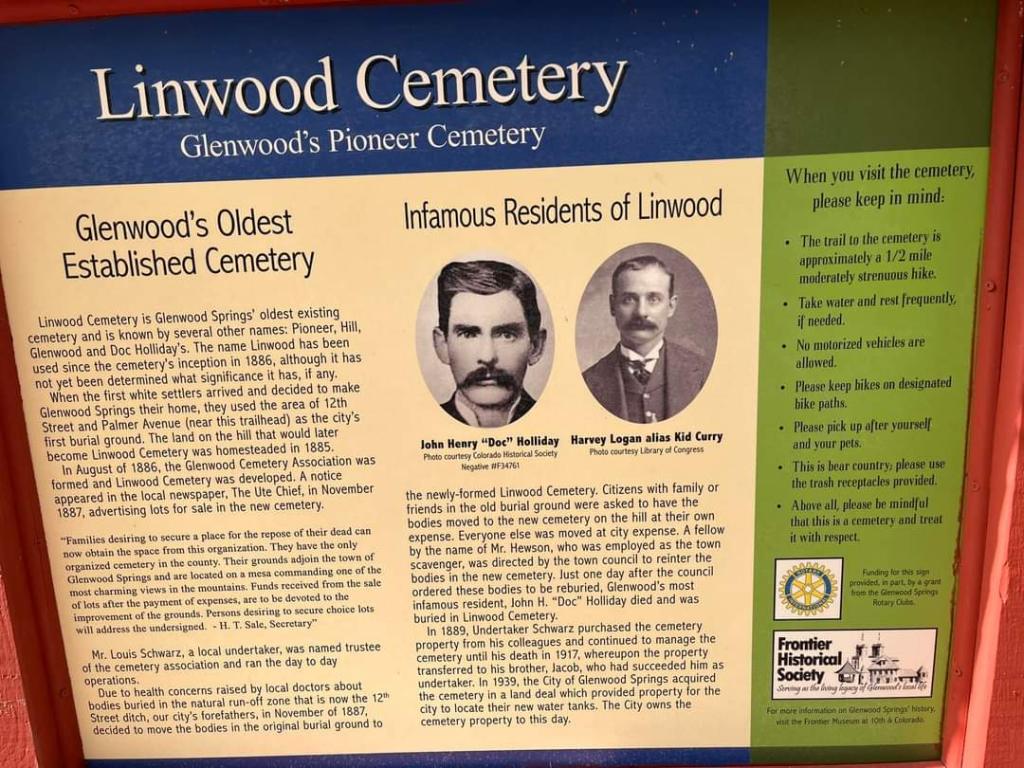 Linwood Cemetery
Glenwood's Pioneer Cemetery
Glenwood's Oldest
Established Cemetery
Linwood Cemetery is Glenwood Springs' oldest existing
cemetery and is known by several other names: Pioneer, Hill,
Glenwood and Doc Holliday's. The name Linwood has been
used since the cemetery's inception in 1886, although it has
not yet been determined what significance it has, if any.
When the first white settlers arrived and decided to make
Glenwood Springs their home, they used the area of 12th
Street and Palmer Avenue (near this trailhead) as the city's
first burial ground. The land on the hill that would later
become Linwood Cemetery was homesteaded in 1885.
In August of 1886, the Glenwood Cemetery Association was
formed and Linwood Cemetery was developed. A notice
appeared in the local newspaper, The Ute Chief, in November
1887, advertising lots for sale in the new cemetery.
"Families desiring to secure a place for the repose of their dead can
now obtain the space from this organization. They have the only
organized cemetery in the county. Their grounds adjoin the town of
Glenwood Springs and are located on a mesa commanding one of the
most charming views in the mountains. Funds received from the sale
of lots after the payment of expenses, are to be devoted to the
improvement of the grounds. Persons desiring to secure choice lots
will address the undersigned. - H. T. Sale, Secretary"
Mr. Louis Schwarz, a local undertaker, was named trustee
of the cemetery association and ran the day to day
operations.
Due to health concerns raised by local doctors about
bodies buried in the natural run-off zone that is now the 12th
Street ditch, our city's forefathers, in November of 1887,
decided to move the bodies in the original burial ground to
Infamous Residents of Linwood
John Henry "Doc" Holliday
Photo courtesy Colorado Historical Society
Negative #F34761
Harvey Logan alias Kid Curry
Photo courtesy Library of Congress
the newly-formed Linwood Cemetery. Citizens with family or
friends in the old burial ground were asked to have the
bodies moved to the new cemetery on the hill at their own
expense. Everyone else was moved at city expense. A fellow
by the name of Mr. Hewson, who was employed as the town
scavenger, was directed by the town council to reinter the
bodies in the new cemetery. Just one day after the council
ordered these bodies to be reburied, Glenwood's most
infamous resident, John H. "Doc" Holliday died and was
buried in Linwood Cemetery.
In 1889, Undertaker Schwarz purchased the cemetery
property from his colleagues and continued to manage the
cemetery until his death in 1917, whereupon the property
transferred to his brother, Jacob, who had succeeded him as
undertaker. In 1939, the City of Glenwood Springs acquired
the cemetery in a land deal which provided property for the
city to locate their new water tanks. The City owns the
cemetery property to this day.
When you visit the cemetery,
please keep in mind:
• The trail to the cemetery is
approximately a 1/2 mile
moderately strenuous hike.
• Take water and rest frequently,
if needed.
• No motorized vehicles are
allowed.
• Please keep bikes on designated
bike paths.
• Please pick up after yourself
and your pets.
• This is bear country; please use
the trash receptacles provided.
• Above all, please be mindful
that this is a cemetery and treat
it with respect.
ROTARY
INTERNATIONAL
Funding for this sign
provided, in part, by a grant
from the Glenwood Springs
Rotary Clubs.
Frontier
Historical
Society
Serving as the living legacy of Glenwood's local life
For more information on Glenwood Springs' history,
visit the Frontier Museum at 10th & Colorado.